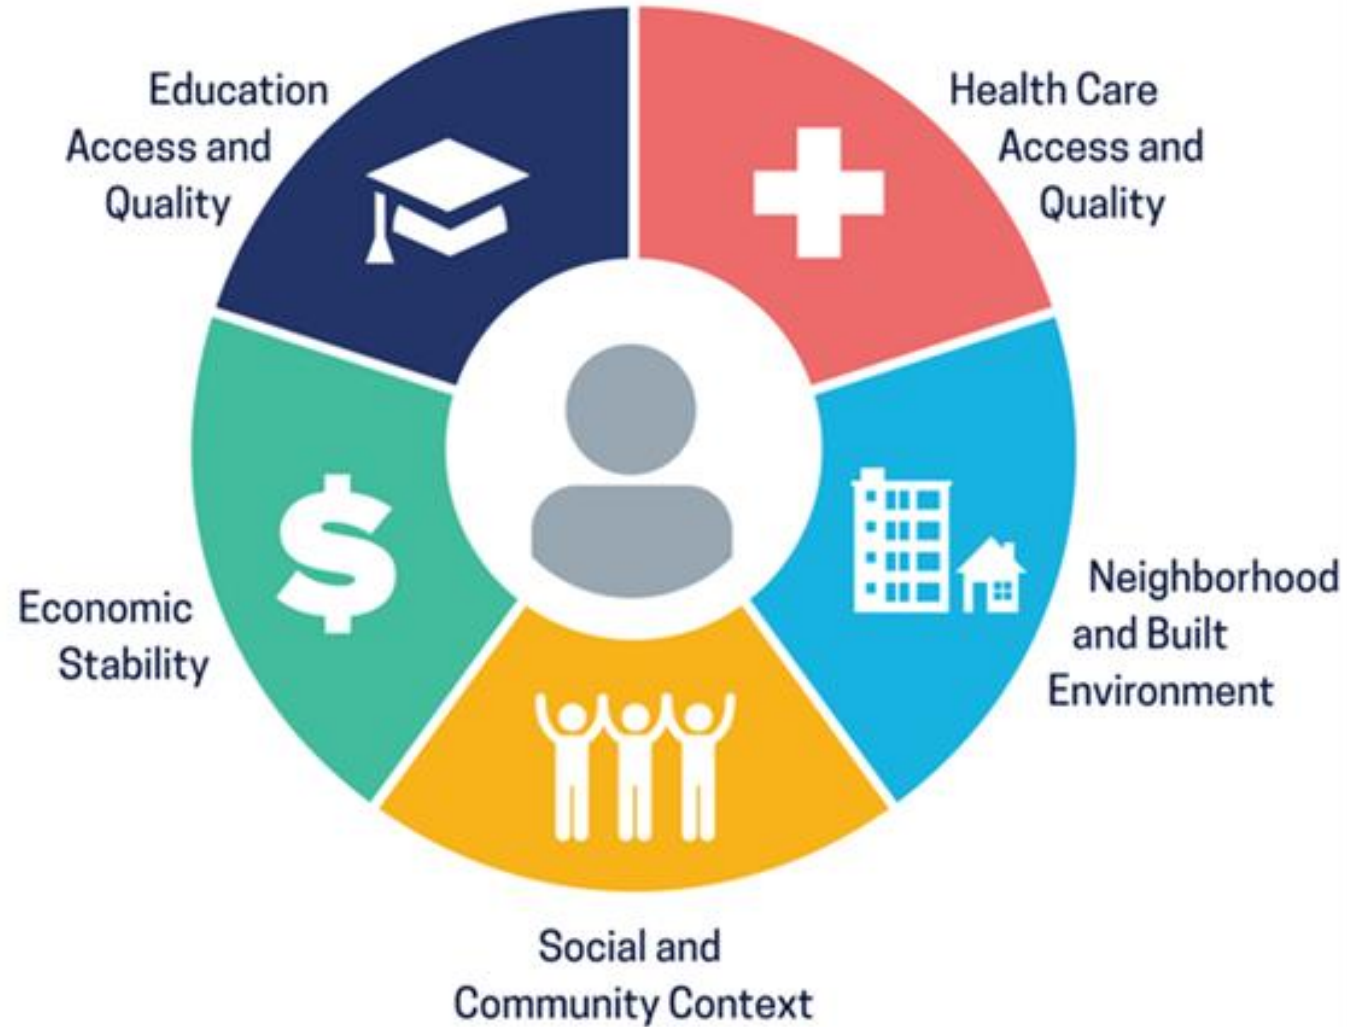 Education
Access and
Quality
Health Care
Access and
Quality
Economic
Stability
Neighborhood
and Built
Environment
Social and
Community Context